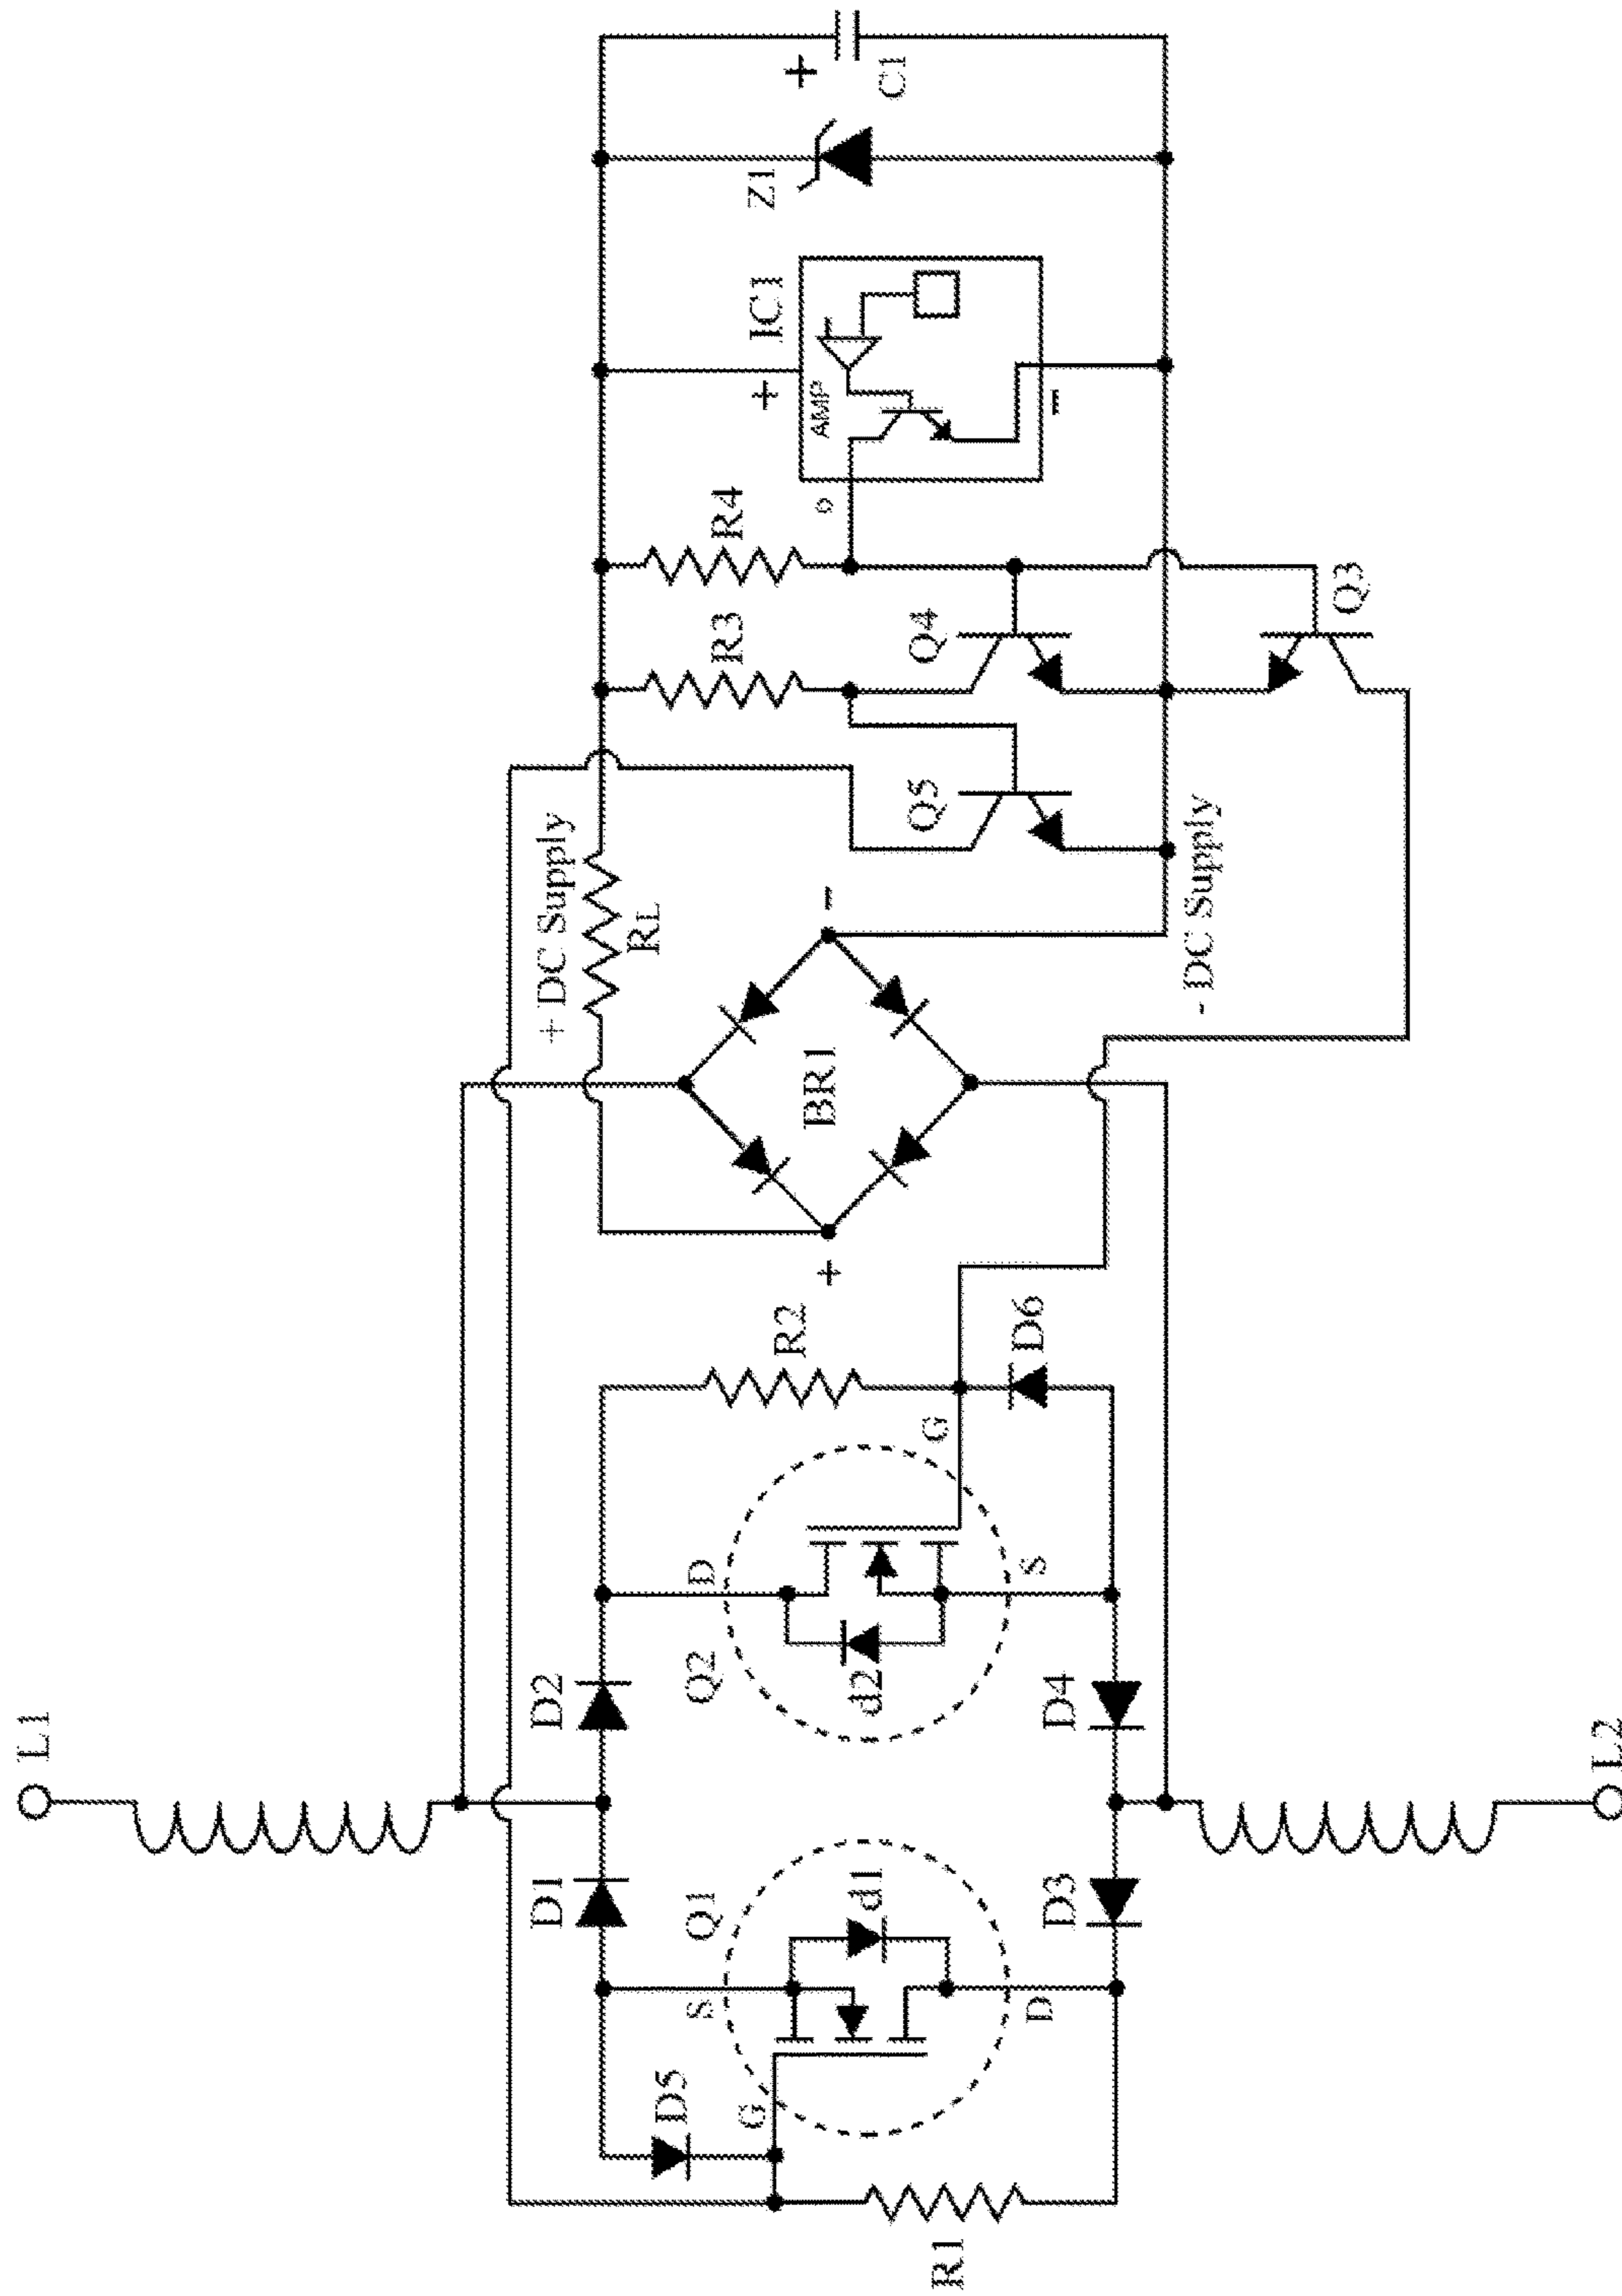 L1
L2
D1
D2
D3
D4
D5
D6
Q1
d1
S
G
D
R1
Q2
d2
D
G
S
R2
+
BR1
-
+ DC Supply
RL
- DC Supply
Q5
Q4
Q3
R3
R4
o
IC1
+
AMP
-
-
Z1
+
C1